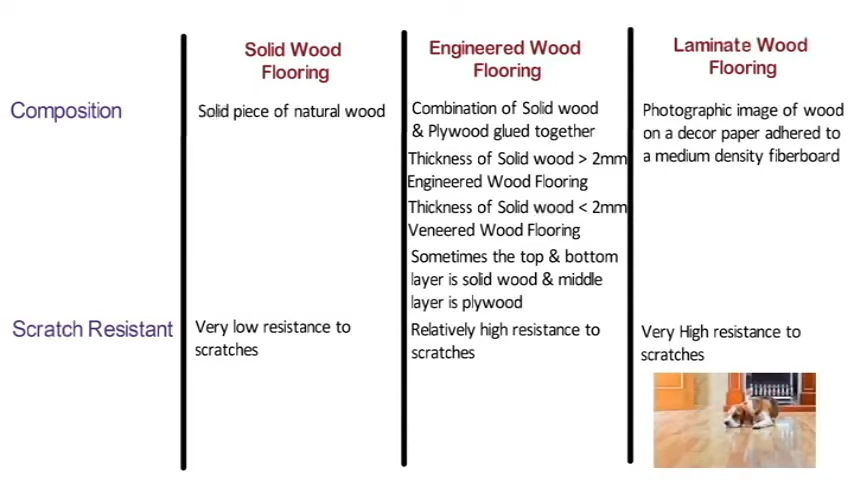 Solid Wood
Flooring
Engineered Wood
Flooring
Laminate Wood
Flooring
Composition
Solid piece of natural wood
Combination of Solid wood
& Plywood glued together
Thickness of Solid wood > 2mm
Engineered Wood Flooring
Thickness of Solid wood < 2mm
Veneered Wood Flooring
Sometimes the top & bottom
layer is solid wood & middle
layer is plywood
Photographic image of wood
on a decor paper adhered to
a medium density fiberboard
Scratch Resistant
Very low resistance to
scratches
Relatively high resistance to
scratches
Very High resistance to
scratches